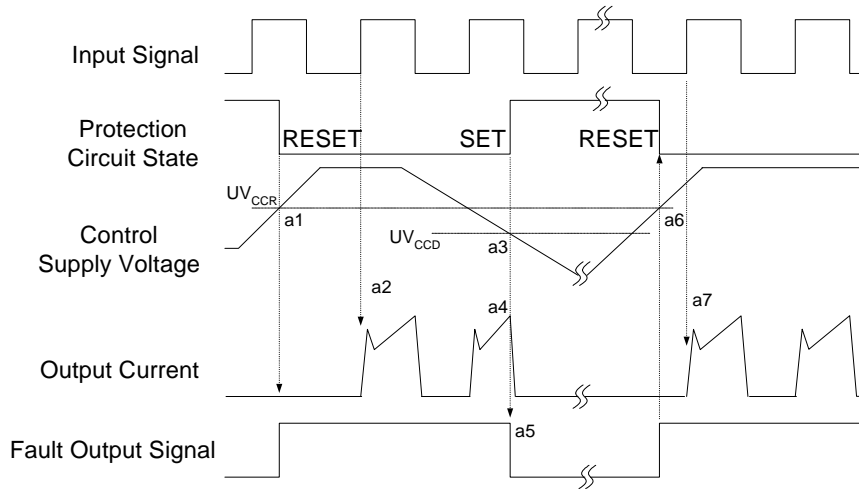 Input Signal
Protection
Circuit State
RESET
SET
RESET
UVCCR
a1
a6
Control
Supply Voltage
UVCCD
a3
a2
a4
a7
Output Current
a5
Fault Output Signal